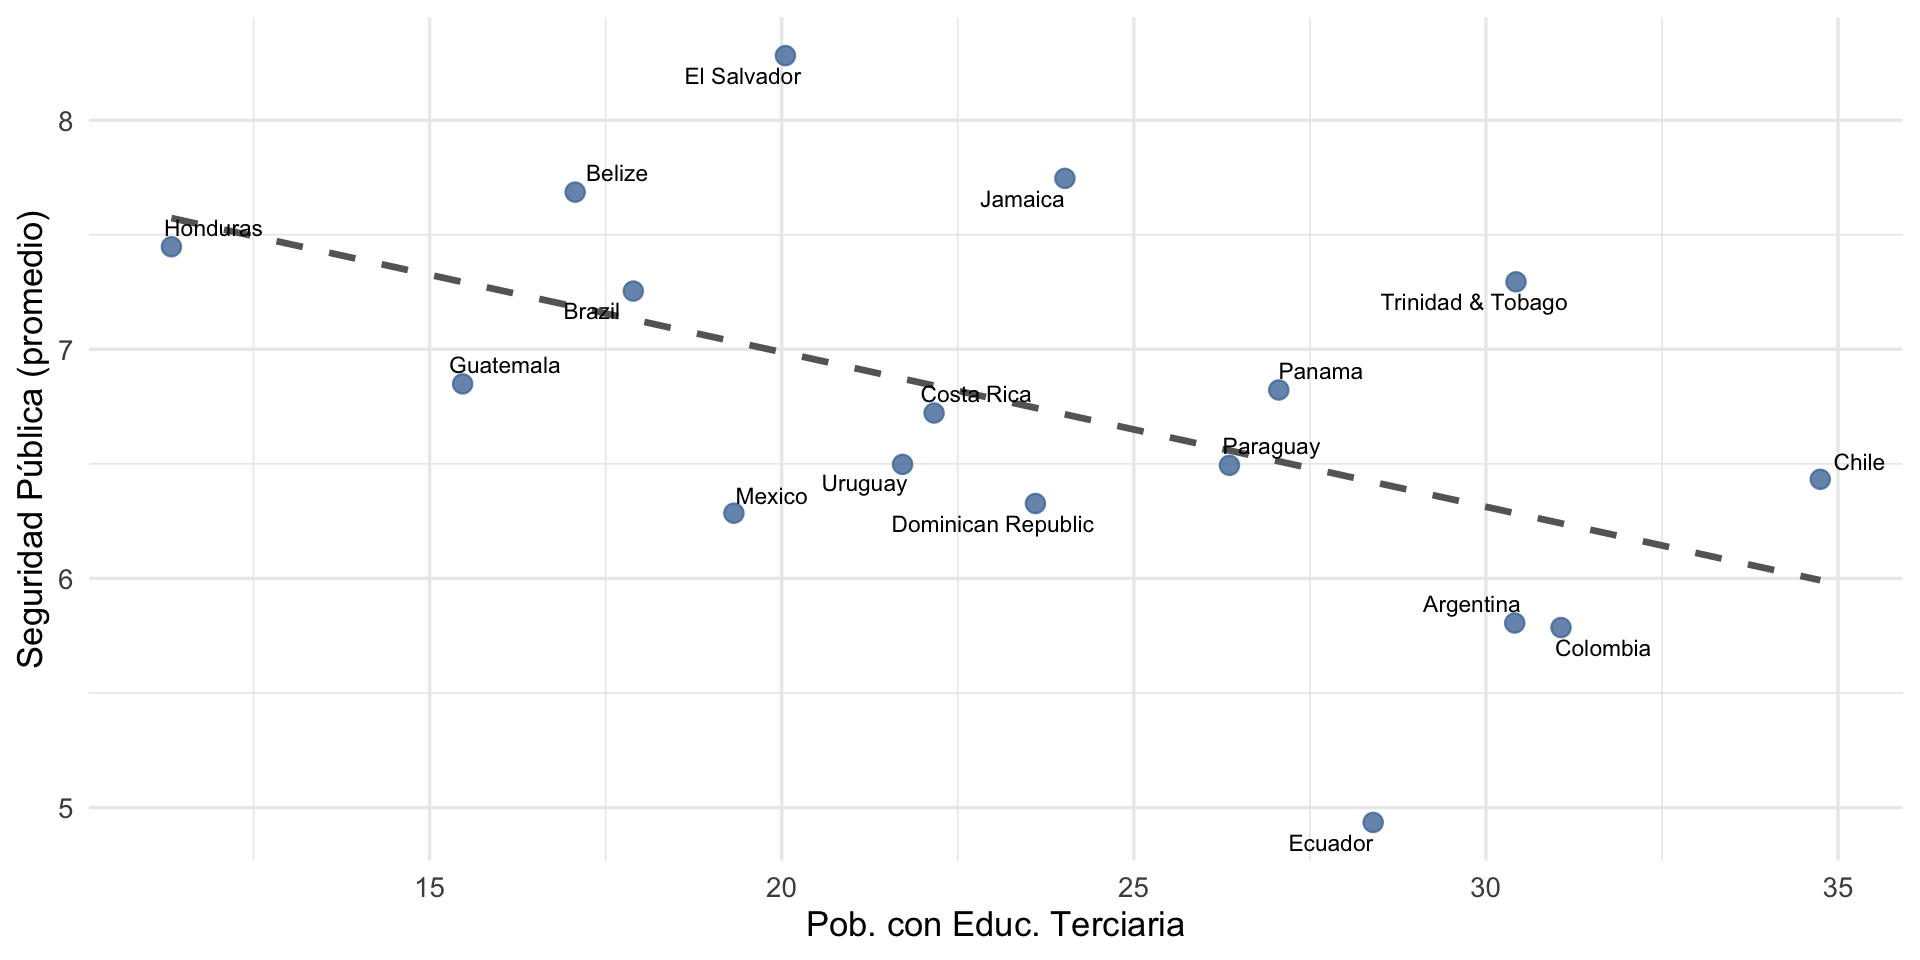 El Salvador
8
Belize
Jamaica
Honduras
Trinidad & Tobago
Brazil
7
Guatemala
Panama
Costa Rica
Paraguay
Chile
Uruguay
Mexico
Dominican Republic
6
Argentina
Colombia
5
Ecuador
Seguridad Pública (promedio)
15 20 25 30 35
Pob. con Educ. Terciaria